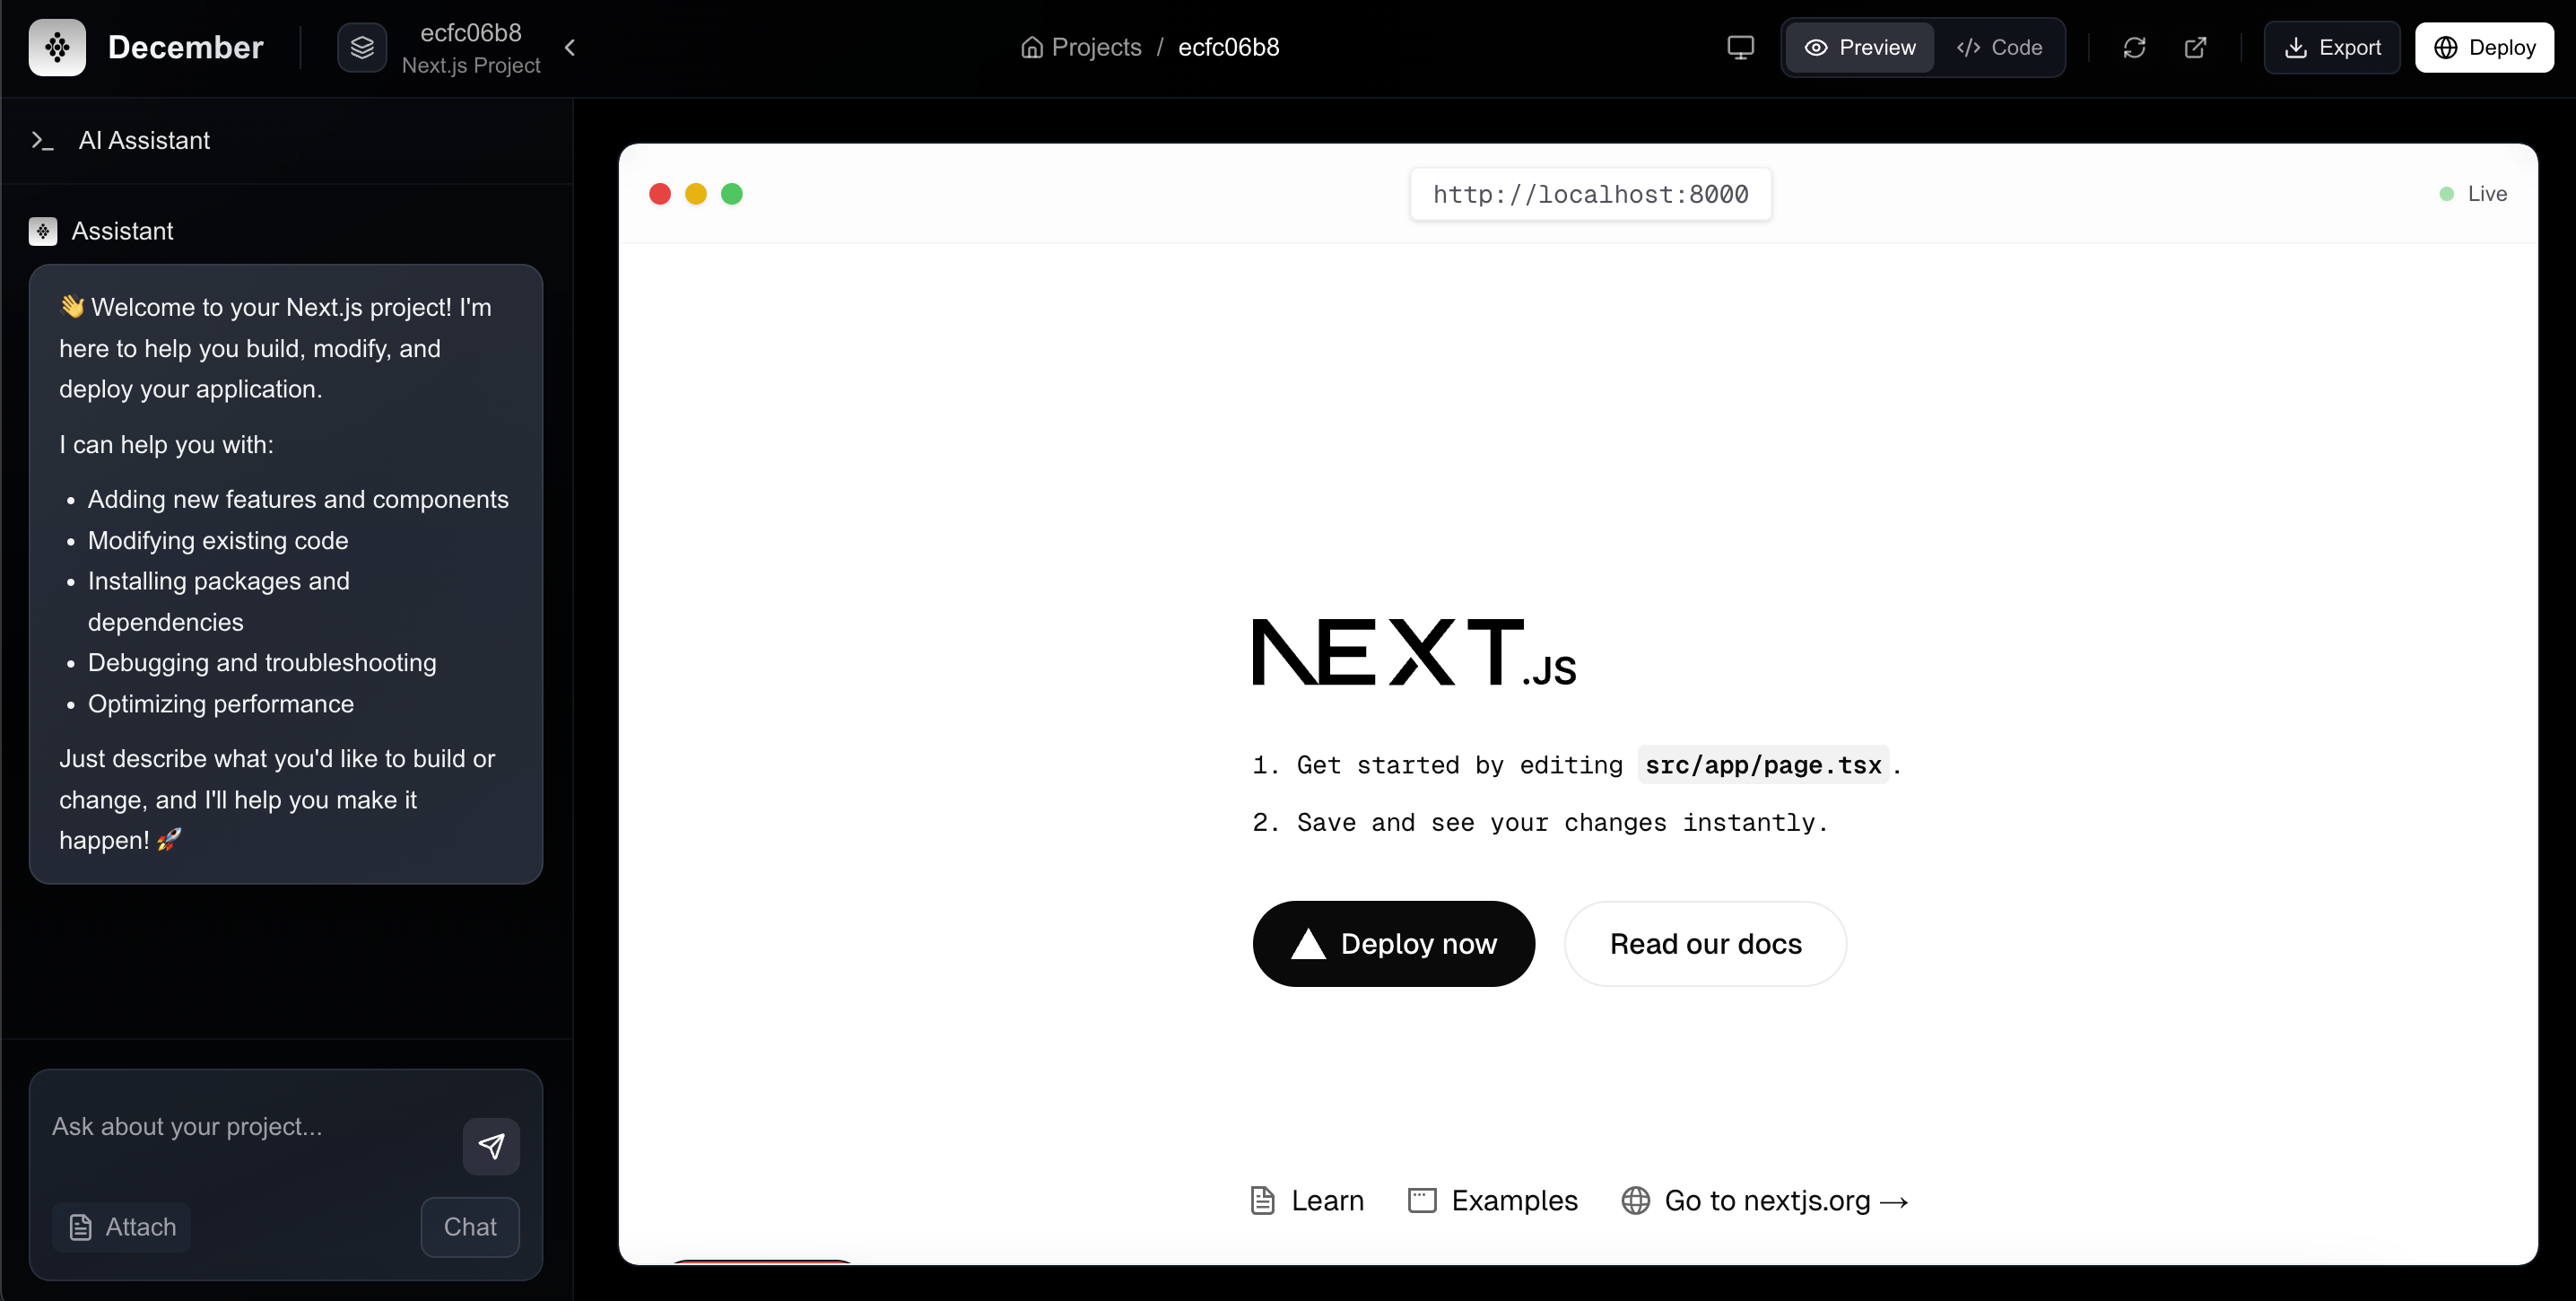 December
ecfc06b8
Next.js Project
Projects / ecfc06b8
Preview
</> Code
Export
Deploy
AI Assistant
Assistant
👋 Welcome to your Next.js project! I'm
here to help you build, modify, and
deploy your application.
I can help you with:
• Adding new features and components
• Modifying existing code
• Installing packages and
dependencies
• Debugging and troubleshooting
• Optimizing performance
Just describe what you'd like to build or
change, and I'll help you make it
happen! 🚀
Ask about your project...
Attach
Chat
http://localhost:8000
Live
NEXT.JS
1. Get started by editing src/app/page.tsx.
2. Save and see your changes instantly.
Deploy now
Read our docs
Learn
Examples
Go to nextjs.org →